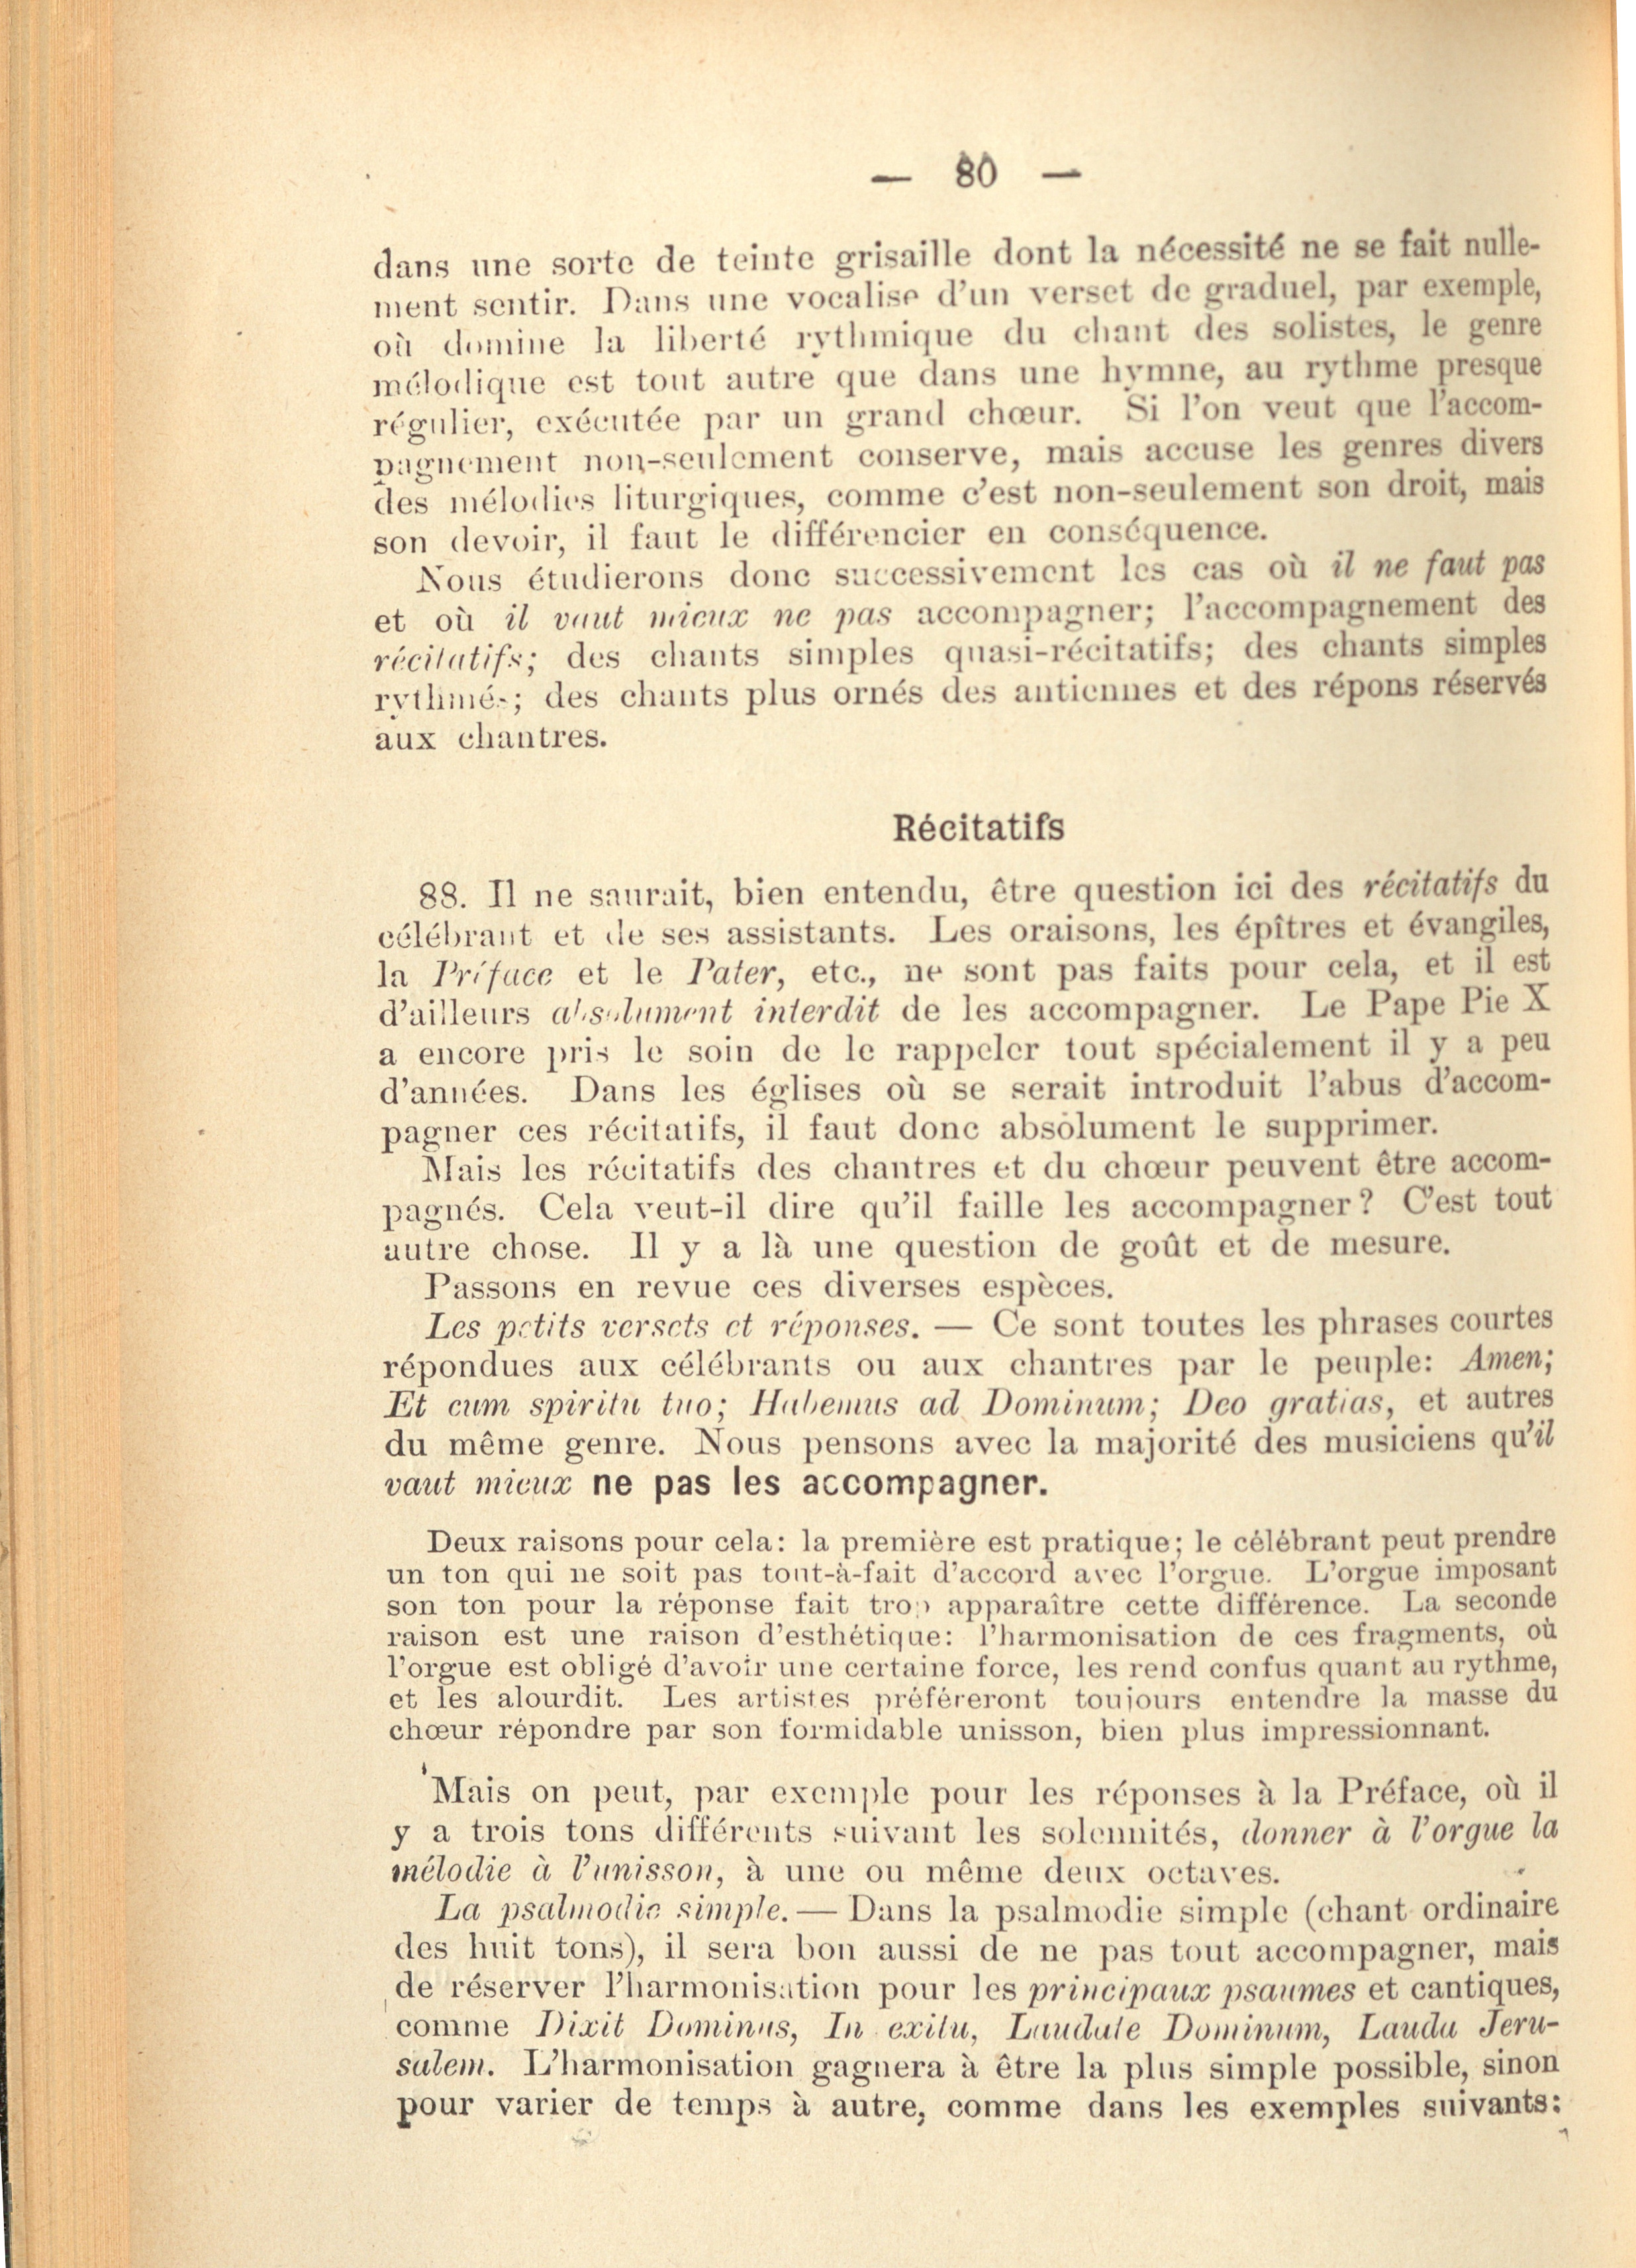 — 80 —
dans une sorte de teinte grisaille dont la nécessité ne se fait nulle-
ment sentir. Dans une vocalise d'un verset de graduel, par exemple,
où domine la liberté rythmique du chant des solistes, le genre
mélodique est tout autre que dans une hymne, au rythme presque
régulier, exécutée par un grand chœur. Si l'on veut que l'accom-
pagnement non-seulement conserve, mais accuse les genres divers
des mélodies liturgiques, comme c'est non-seulement son droit, mais
son devoir, il faut le différencier en conséquence.
Nous étudierons donc successivement les cas où il ne faut pas
et où il vaut mieux ne pas accompagner; l'accompagnement des
récitatifs; des chants simples quasi-récitatifs; des chants simples
rythmés; des chants plus ornés des antiennes et des répons réservés
aux chantres.
Récitatifs
88. Il ne saurait, bien entendu, être question ici des récitatifs du
célébrant et de ses assistants. Les oraisons, les épîtres et évangiles,
la Préface et le Pater, etc., ne sont pas faits pour cela, et il est
d'ailleurs absolument interdit de les accompagner. Le Pape Pie X
a encore pris le soin de le rappeler tout spécialement il y a peu
d'années. Dans les églises où se serait introduit l'abus d'accom-
pagner ces récitatifs, il faut donc absolument le supprimer.
Mais les récitatifs des chantres et du chœur peuvent être accom-
pagnés. Cela veut-il dire qu'il faille les accompagner? C'est tout
autre chose. Il y a là une question de goût et de mesure.
Passons en revue ces diverses espèces.
Les petits versets et réponses. — Ce sont toutes les phrases courtes
répondues aux célébrants ou aux chantres par le peuple: Amen;
Et cum spiritu tuo; Habemus ad Dominum; Deo gratias, et autres
du même genre. Nous pensons avec la majorité des musiciens qu'il
vaut mieux ne pas les accompagner.
Deux raisons pour cela: la première est pratique; le célébrant peut prendre
un ton qui ne soit pas tout-à-fait d'accord avec l'orgue. L'orgue imposant
son ton pour la réponse fait trop apparaître cette différence. La seconde
raison est une raison d'esthétique: l'harmonisation de ces fragments, où
l'orgue est obligé d'avoir une certaine force, les rend confus quant au rythme,
et les alourdit. Les artistes préféreront toujours entendre la masse du
chœur répondre par son formidable unisson, bien plus impressionnant.
Mais on peut, par exemple pour les réponses à la Préface, où il
y a trois tons différents suivant les solennités, donner à l'orgue la
mélodie à l'unisson, à une ou même deux octaves.
La psalmodie simple. — Dans la psalmodie simple (chant ordinaire
des huit tons), il sera bon aussi de ne pas tout accompagner, mais
de réserver l'harmonisation pour les principaux psaumes et cantiques,
comme Dixit Dominus, In exitu, Laudate Dominum, Lauda Jeru-
salem. L'harmonisation gagnera à être la plus simple possible, sinon
pour varier de temps à autre, comme dans les exemples suivants: